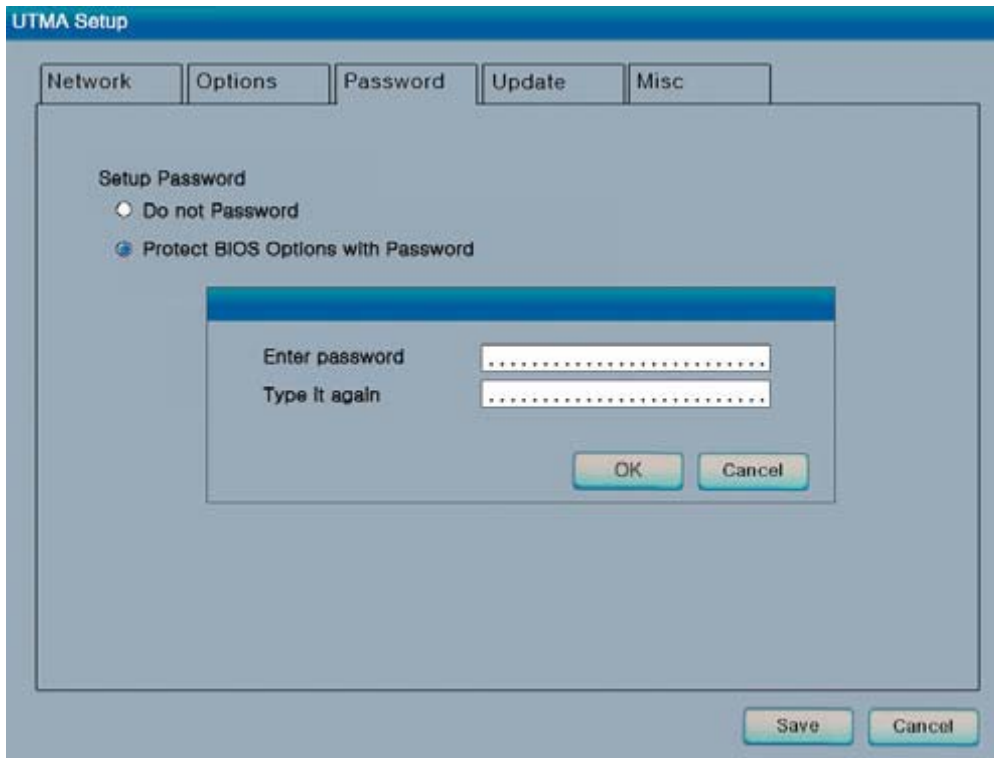 UTMA Setup
Network Options Password Update Misc
Setup Password
Do not Password
Protect BIOS Options with Password
Enter password ..........................
Type it again ..........................
OK Cancel
Save Cancel